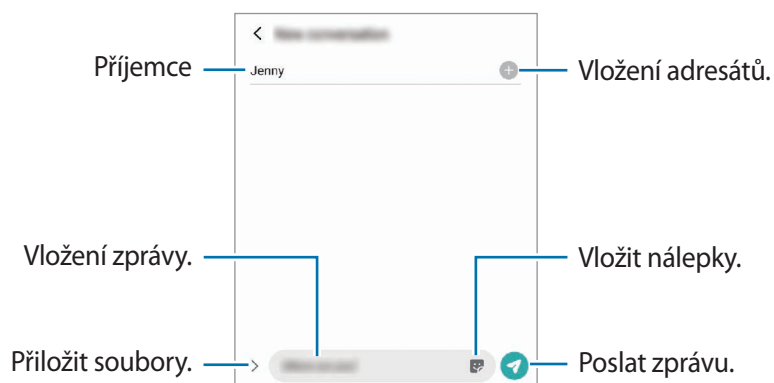 Příjemce
Jenny
Vložení adresátů.
Vložení zprávy.
Vložit nálepky.
Přiložit soubory.
Poslat zprávu.